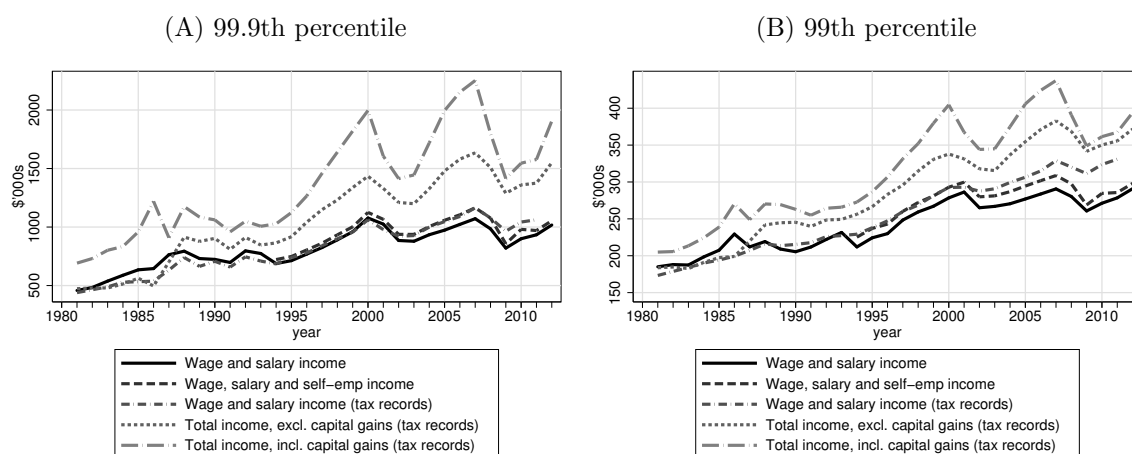 (A) 99.9th percentile
2000
1500
1000
500
$'000s
1980 1985 1990 1995 2000 2005 2010
year
Wage and salary income
Wage, salary and self−emp income
Wage and salary income (tax records)
Total income, excl. capital gains (tax records)
Total income, incl. capital gains (tax records)
(B) 99th percentile
400
350
300
250
200
150
$'000s
1980 1985 1990 1995 2000 2005 2010
year
Wage and salary income
Wage, salary and self−emp income
Wage and salary income (tax records)
Total income, excl. capital gains (tax records)
Total income, incl. capital gains (tax records)